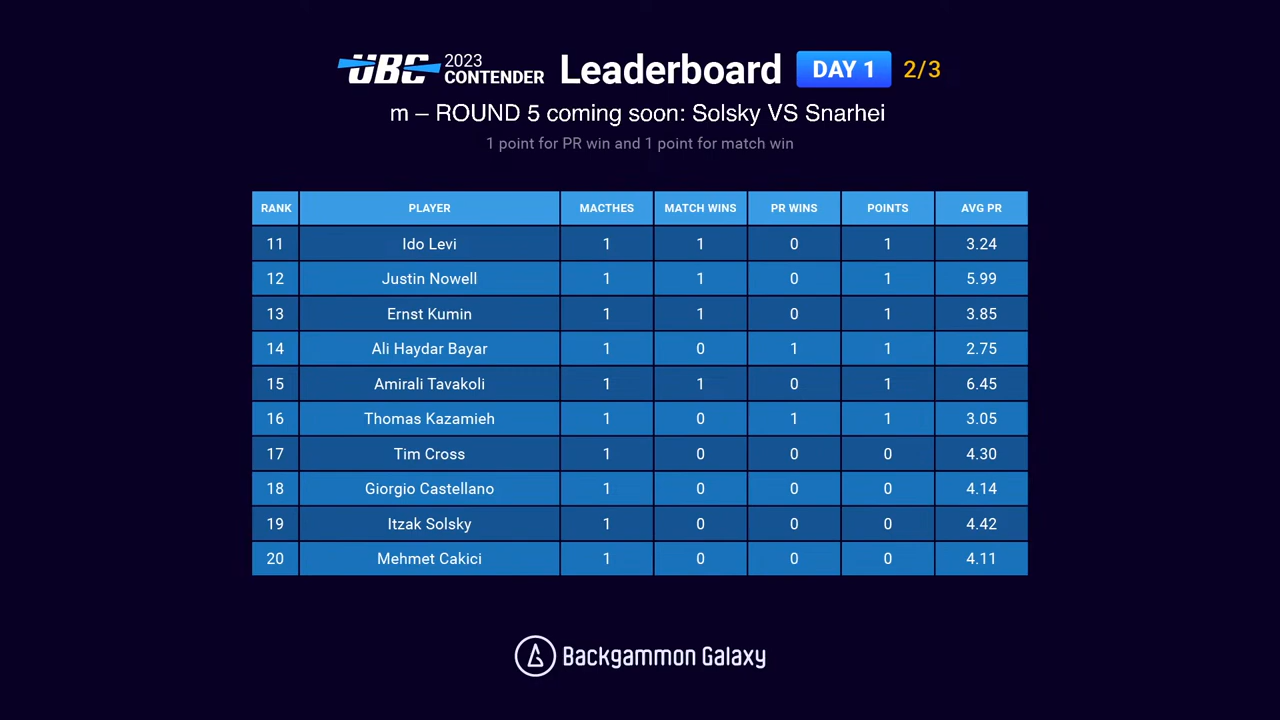 UBC 2023 CONTENDER Leaderboard DAY 1 2/3
m – ROUND 5 coming soon: Solsky VS Snarhei
1 point for PR win and 1 point for match win
RANK PLAYER MACTHES MATCH WINS PR WINS POINTS AVG PR
11 Ido Levi 1 1 0 1 3.24
12 Justin Nowell 1 1 0 1 5.99
13 Ernst Kumin 1 1 0 1 3.85
14 Ali Haydar Bayar 1 0 1 1 2.75
15 Amirali Tavakoli 1 1 0 1 6.45
16 Thomas Kazamieh 1 0 1 1 3.05
17 Tim Cross 1 0 0 0 4.30
18 Giorgio Castellano 1 0 0 0 4.14
19 Itzak Solsky 1 0 0 0 4.42
20 Mehmet Cakici 1 0 0 0 4.11
Backgammon Galaxy